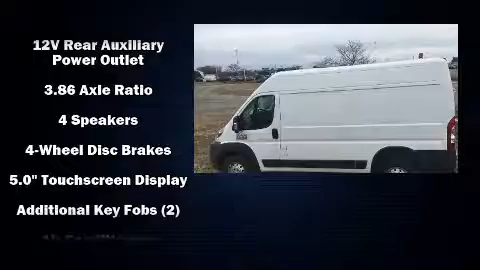 12V Rear Auxiliary
Power Outlet
3.86 Axle Ratio
4 Speakers
4-Wheel Disc Brakes
5.0" Touchscreen Display
Additional Key Fobs (2)